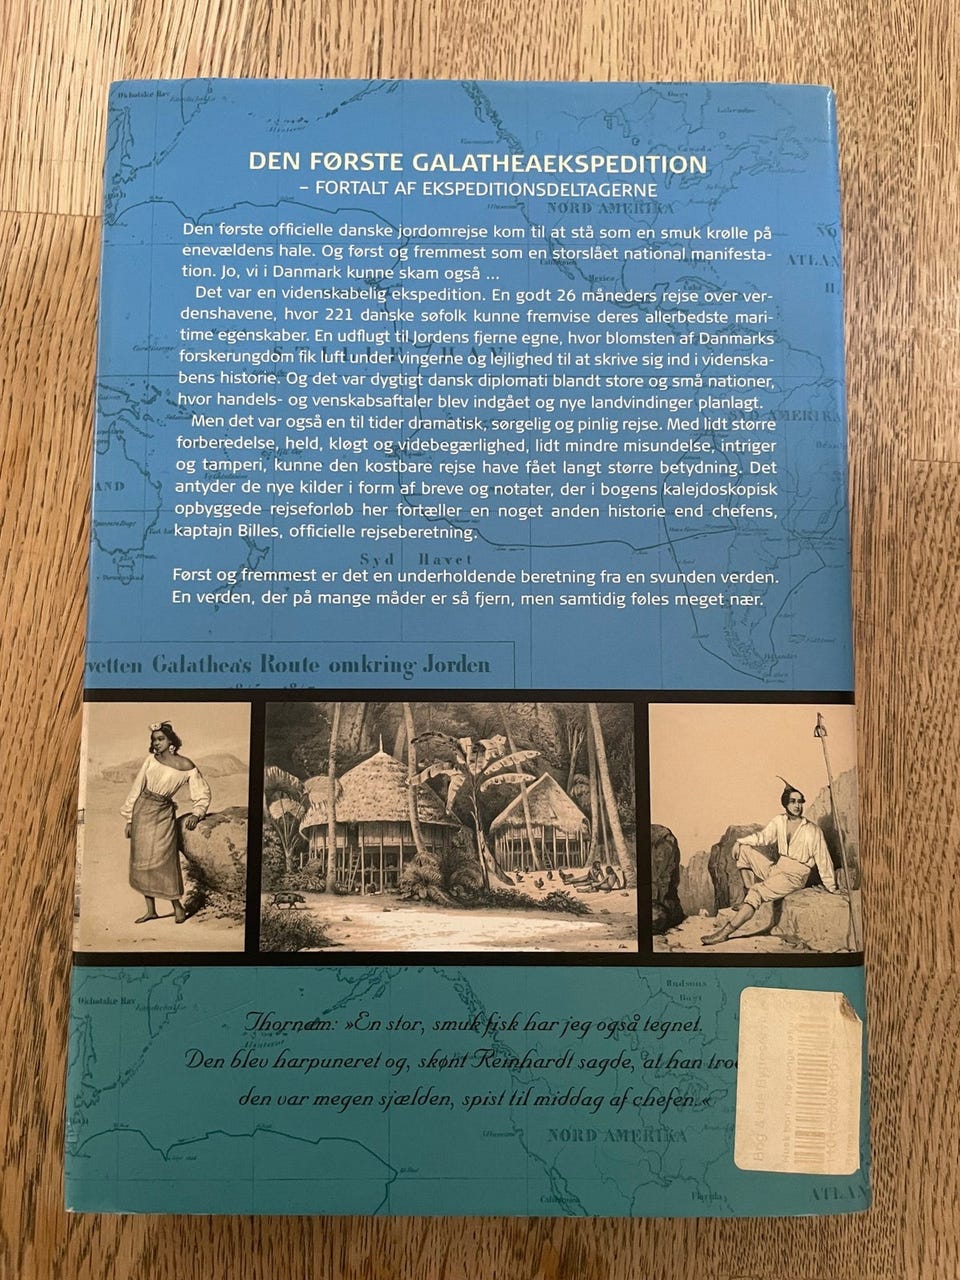 Ochotske Hav
NORD AMERIKA
DEN FØRSTE GALATHEAEKSPEDITION
– FORTALT AF EKSPEDITIONSDELTAGERNE
Den første officielle danske jordomrejse kom til at stå som en smuk krølle på
enevældens hale. Og først og fremmest som en storslået national manifesta-
tion. Jo, vi i Danmark kunne skam også ...
Det var en videnskabelig ekspedition. En godt 26 måneders rejse over ver-
denshavene, hvor 221 danske søfolk kunne fremvise deres allerbedste mari-
time egenskaber. En udflugt til Jordens fjerne egne, hvor blomsten af Danmarks
forskerungdom fik luft under vingerne og lejlighed til at skrive sig ind i videnska-
bens historie. Og det var dygtigt dansk diplomati blandt store og små nationer,
hvor handels- og venskabsaftaler blev indgået og nye landvindinger planlagt.
Men det var også en til tider dramatisk, sørgelig og pinlig rejse. Med lidt større
forberedelse, held, kløgt og videbegærlighed, lidt mindre misundelse, intriger
og tamperi, kunne den kostbare rejse have fået langt større betydning. Det
antyder de nye kilder i form af breve og notater, der i bogens kalejdoskopisk
opbyggede rejseforløb her fortæller en noget anden historie end chefens,
kaptajn Billes, officielle rejseberetning.
Syd Havet
Først og fremmest er det en underholdende beretning fra en svunden verden.
En verden, der på mange måder er så fjern, men samtidig føles meget nær.
vetten Galathea's Route omkring Jorden
Hudsons
Bugt
Thornam: »En stor, smuk fisk har jeg også tegnet.
Den blev harpuneret og, skønt Reinhardt sagde, at han troe
den var megen sjælden, spist til middag af chefen.«
NORD AMERIKA
Florida
ATLAN